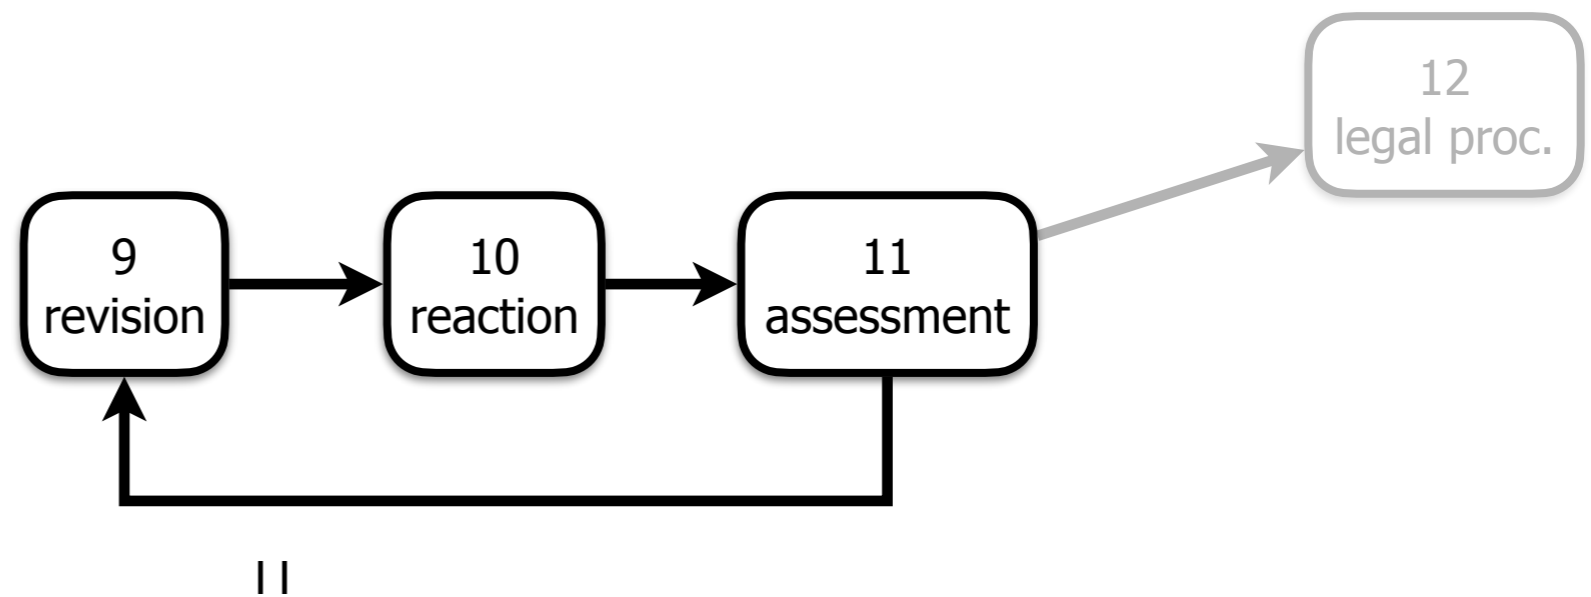 9
revision
10
reaction
11
assessment
12
legal proc.